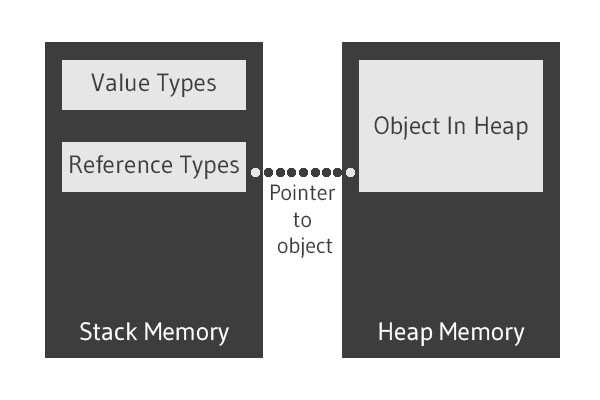 Value Types
Reference Types
Stack Memory
Pointer
to
object
Object In Heap
Heap Memory